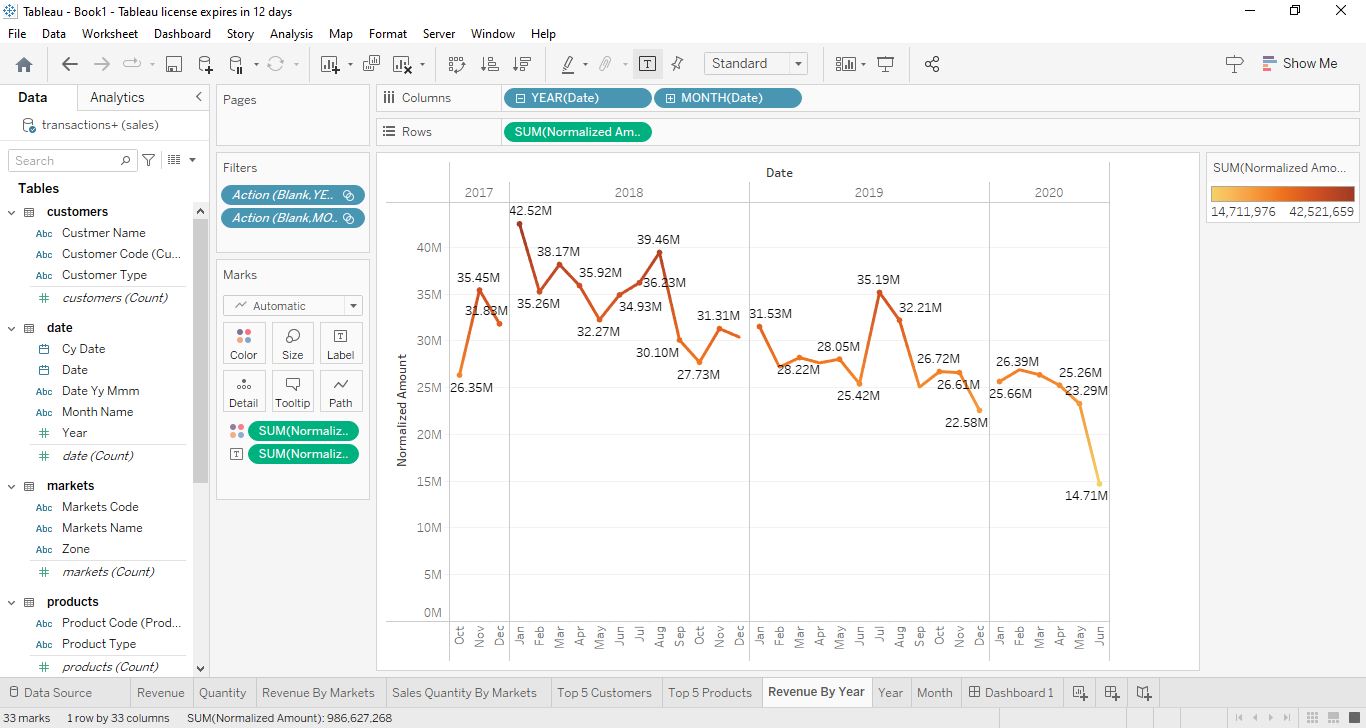 Tableau - Book1 - Tableau license expires in 12 days
File Data Worksheet Dashboard Story Analysis Map Format Server Window Help
Standard
Show Me
Data Analytics
transactions+ (sales)
Search
Tables
customers
Abc Custmer Name
Abc Customer Code (Cu...
Abc Customer Type
customers (Count)
date
Cy Date
Date
Abc Date Yy Mmm
Abc Month Name
Year
date (Count)
markets
Abc Markets Code
Abc Markets Name
Abc Zone
markets (Count)
products
Abc Product Code (Prod...
Abc Product Type
products (Count)
Pages
Filters
Action (Blank,YE..
Action (Blank,MO..
Marks
Automatic
Color Size Label
Detail Tooltip Path
SUM(Normaliz..
SUM(Normaliz..
Columns YEAR(Date) MONTH(Date)
Rows SUM(Normalized Am..
Date
2017 2018 2019 2020
Normalized Amount
40M
35M
30M
25M
20M
15M
10M
5M
0M
26.35M
35.45M
31.83M
42.52M
35.26M
38.17M
35.92M
32.27M
34.93M
36.23M
39.46M
30.10M
27.73M
31.31M
31.53M
28.22M
28.05M
25.42M
35.19M
32.21M
26.72M
26.61M
22.58M
25.66M
26.39M
25.26M
23.29M
14.71M
Oct Nov Dec Jan Feb Mar Apr May Jun Jul Aug Sep Oct Nov Dec Jan Feb Mar Apr May Jun Jul Aug Sep Oct Nov Dec Jan Feb Mar Apr May Jun
SUM(Normalized Amo...
14,711,976 42,521,659
Data Source Revenue Quantity Revenue By Markets Sales Quantity By Markets Top 5 Customers Top 5 Products Revenue By Year Year Month Dashboard 1
33 marks 1 row by 33 columns SUM(Normalized Amount): 986,627,268